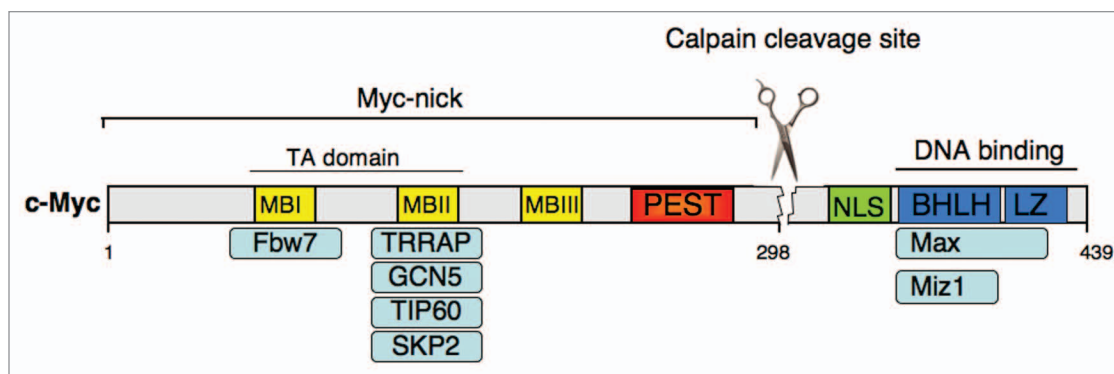 Calpain cleavage site
Myc-nick
TA domain
DNA binding
c-Myc
MBI
MBII
MBIII
PEST
NLS
BHLH
LZ
1
298
439
Fbw7
TRRAP
Max
GCN5
Miz1
TIP60
SKP2